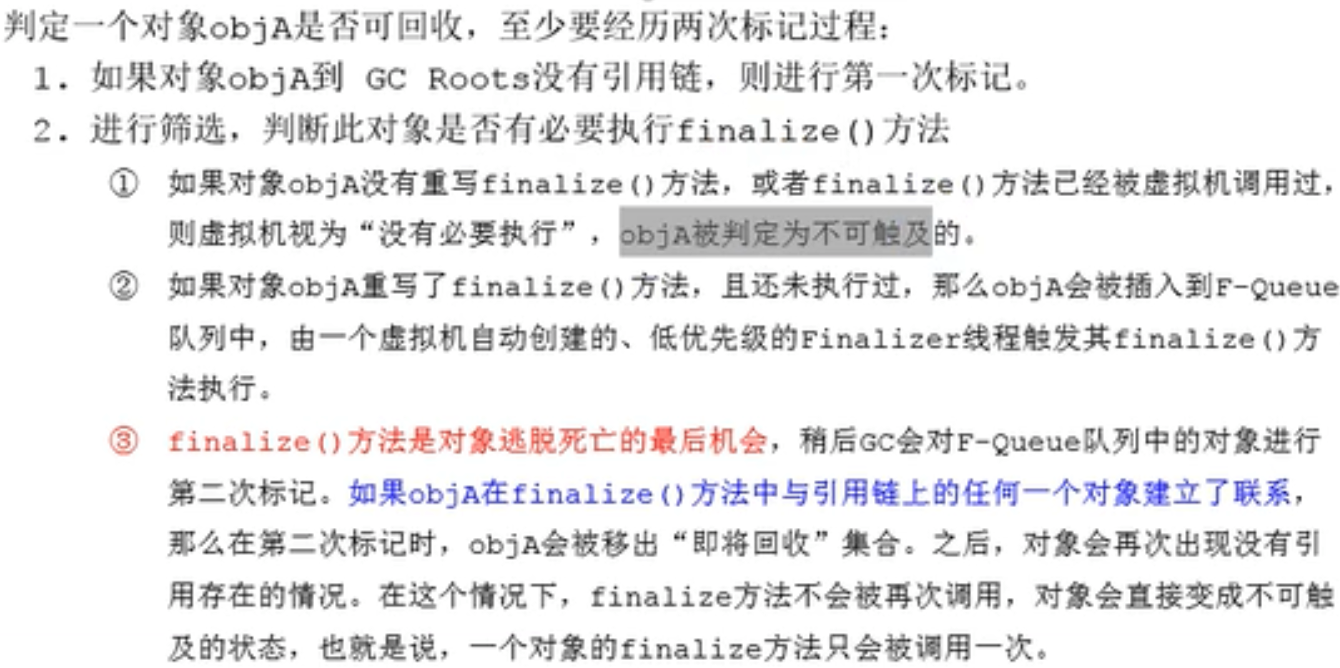 判定一个对象objA是否可回收，至少要经历两次标记过程：
1. 如果对象objA到 GC Roots没有引用链，则进行第一次标记。
2. 进行筛选，判断此对象是否有必要执行finalize()方法
① 如果对象objA没有重写finalize()方法，或者finalize()方法已经被虚拟机调用过，
则虚拟机视为“没有必要执行”，objA被判定为不可触及的。
② 如果对象objA重写了finalize()方法，且还未执行过，那么objA会被插入到F-Queue
队列中，由一个虚拟机自动创建的、低优先级的Finalizer线程触发其finalize()方
法执行。
③ finalize()方法是对象逃脱死亡的最后机会，稍后GC会对F-Queue队列中的对象进行
第二次标记。如果objA在finalize()方法中与引用链上的任何一个对象建立了联系，
那么在第二次标记时，objA会被移出“即将回收”集合。之后，对象会再次出现没有引
用存在的情况。在这个情况下，finalize方法不会被再次调用，对象会直接变成不可触
及的状态，也就是说，一个对象的finalize方法只会被调用一次。